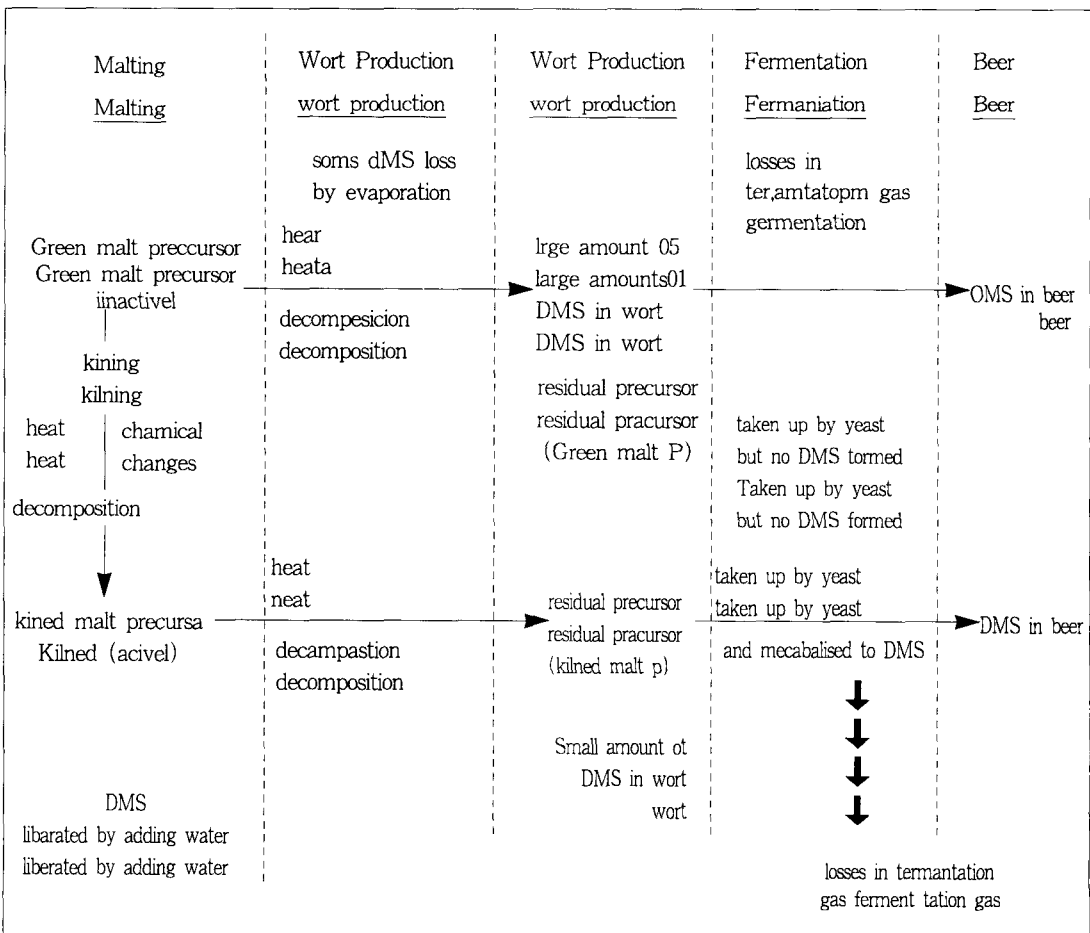 Malting
Malting
soms dMS loss
by evaporation
Wort Production
wort production
Wort Production
wort production
Fermentation
Fermaniation
Beer
Beer
losses in
ter,amtatopm gas
germentation
Green malt preccursor
Green malt precursor
iinactivel
hear
heata
decompesicion
decomposition
lrge amount 05
large amounts01
DMS in wort
DMS in wort
OMS in beer
beer
kining
kilning
heat
heat
chamical
changes
decomposition
residual precursor
residual pracursor
(Green malt P)
taken up by yeast
but no DMS tormed
Taken up by yeast
but no DMS formed
kined malt precursa
Kilned (acivel)
heat
neat
decampastion
decomposition
residual precursor
residual pracursor
(kilned malt p)
taken up by yeast
taken up by yeast
and mecabalised to DMS
DMS in beer
Small amount ot
DMS in wort
wort
DMS
libarated by adding water
liberated by adding water
losses in termantation
gas ferment tation gas